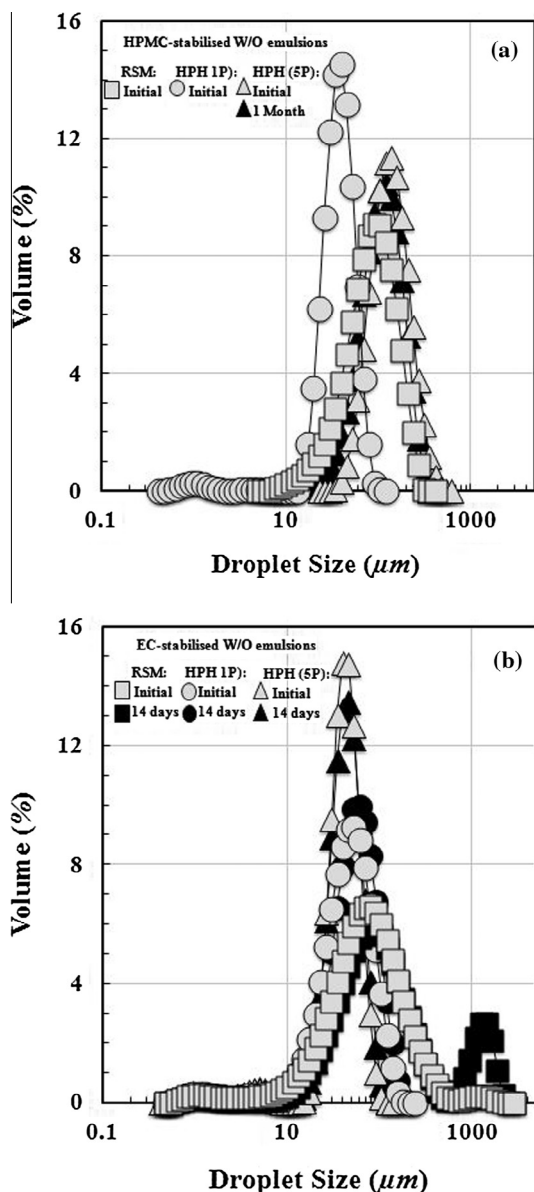 16
HPMC-stabilised W/O emulsions
(a)
RSM: HPH 1P): HPH (5P):
Initial Initial Initial
1 Month
12
8
4
0
Volume (%)
0.1 10 1000
Droplet Size (µm)
16
EC-stabilised W/O emulsions
(b)
RSM: HPH 1P): HPH (5P):
Initial Initial Initial
14 days 14 days 14 days
12
8
4
0
Volume (%)
0.1 10 1000
Droplet Size (µm)